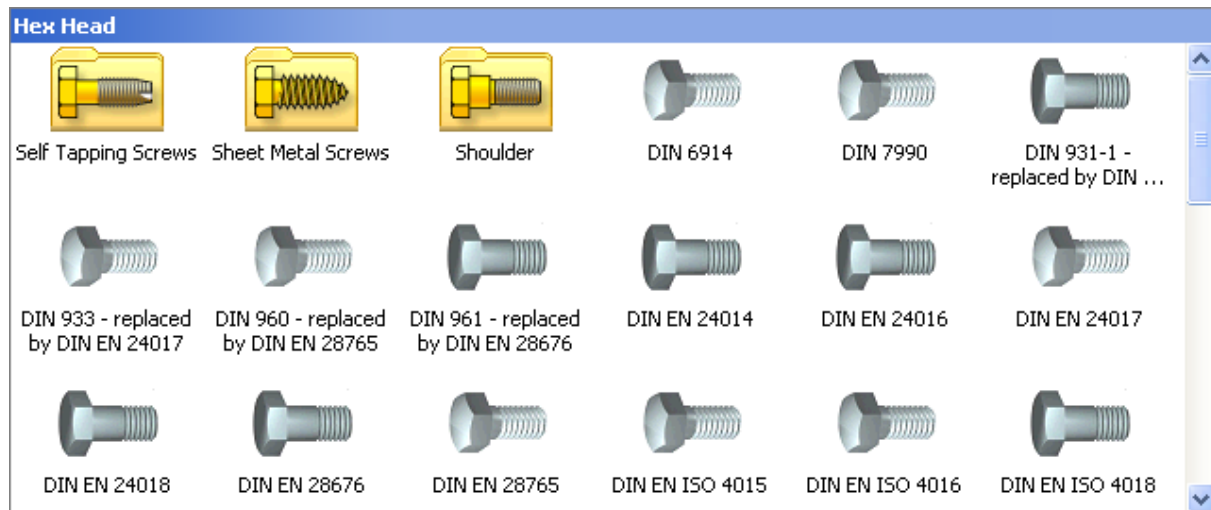 Hex Head
Self Tapping Screws
Sheet Metal Screws
Shoulder
DIN 6914
DIN 7990
DIN 931-1 -
replaced by DIN ...
DIN 933 - replaced
by DIN EN 24017
DIN 960 - replaced
by DIN EN 28765
DIN 961 - replaced
by DIN EN 28676
DIN EN 24014
DIN EN 24016
DIN EN 24017
DIN EN 24018
DIN EN 28676
DIN EN 28765
DIN EN ISO 4015
DIN EN ISO 4016
DIN EN ISO 4018